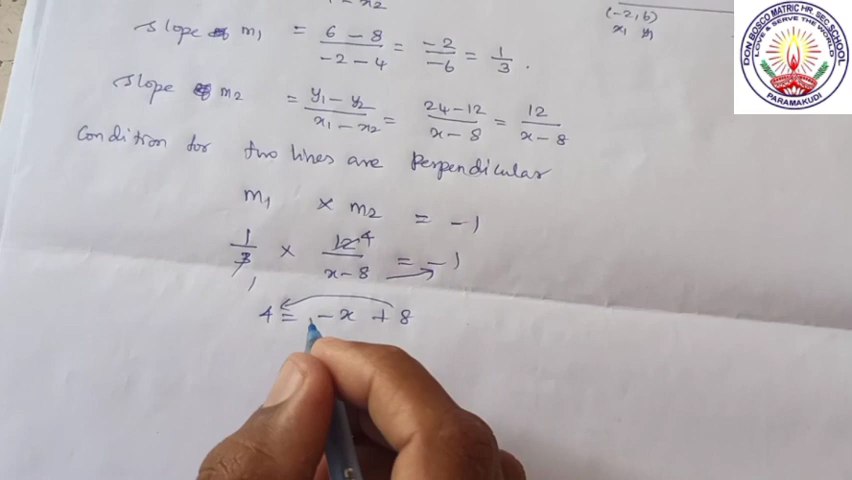 (-2,6)
x₁ y₁
slope of m₁ = 6 - 8 / -2 - 4 = -2 / -6 = 1 / 3 .
slope of m₂ = y₁ - y₂ / x₁ - x₂ = 24 - 12 / x - 8 = 12 / x - 8
Condition for two lines are perpendicular
m₁ × m₂ = -1
1 / 3 1 × 12 4 / x - 8 = -1
4 = -x + 8
DON BOSCO MATRIC HR. SEC. SCHOOL
LOVE & SERVE THE WORLD
PARAMAKUDI